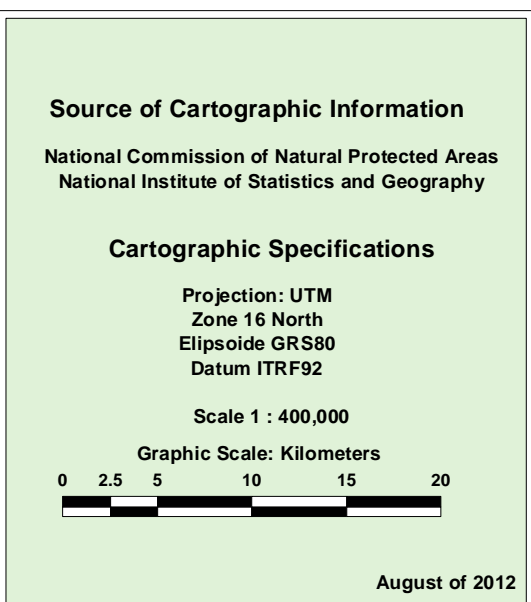 Source of Cartographic Information
National Commission of Natural Protected Areas
National Institute of Statistics and Geography
Cartographic Specifications
Projection: UTM
Zone 16 North
Elipsoide GRS80
Datum ITRF92
Scale 1 : 400,000
Graphic Scale: Kilometers
0 2.5 5 10 15 20
August of 2012